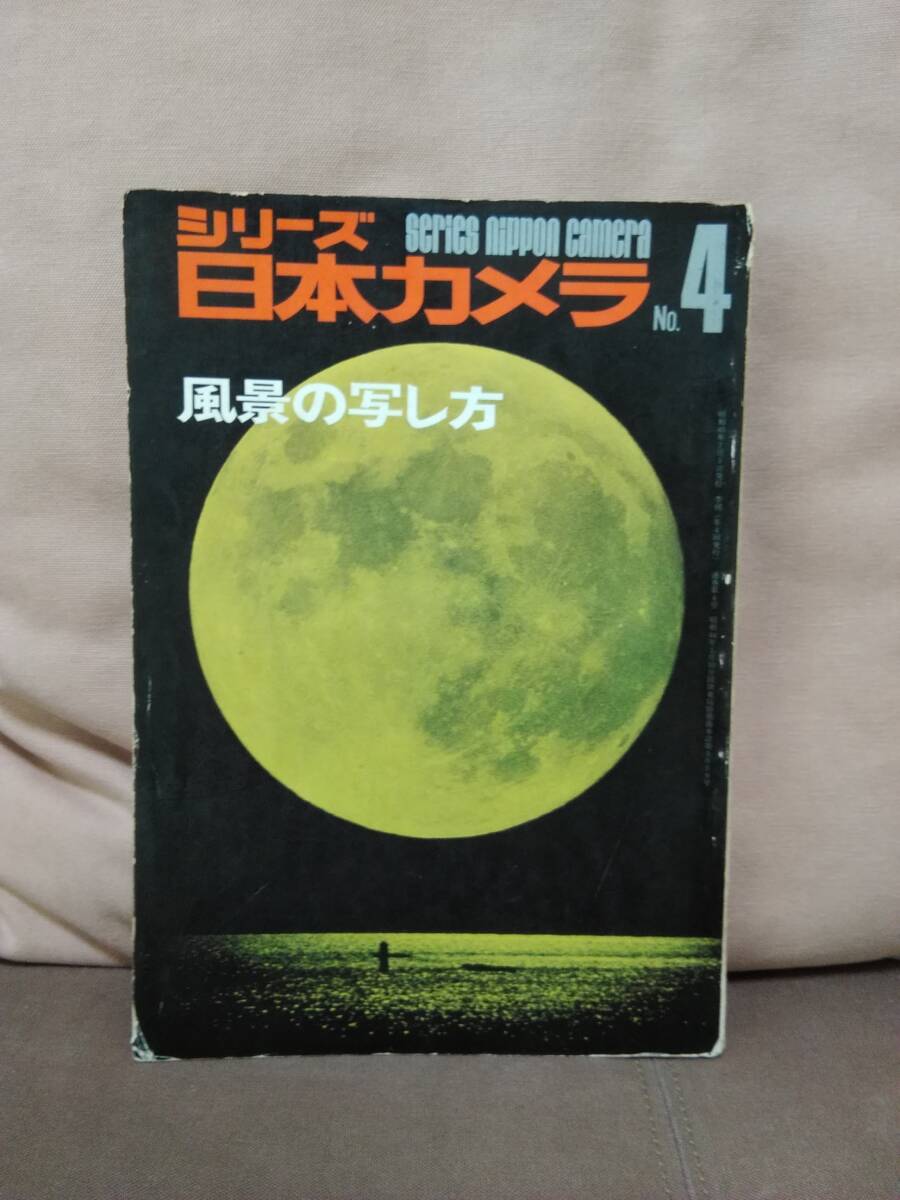 シリーズ
series nippon camera
日本カメラ
No. 4
風景の写し方